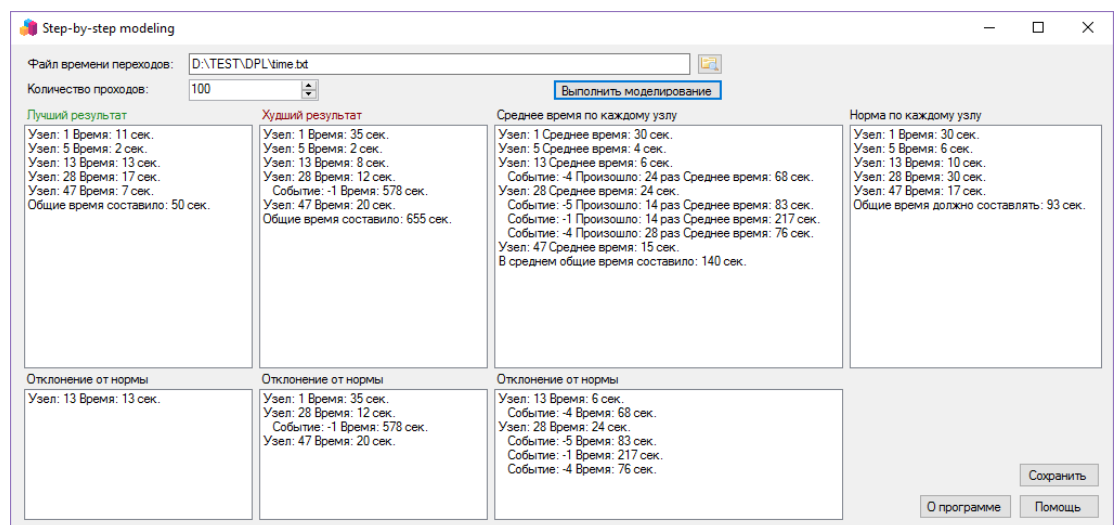 Step-by-step modeling
Файл времени переходов: D:\TEST\DPL\time.txt
Количество проходов: 100
Выполнить моделирование
Лучший результат
Узел: 1 Время: 11 сек.
Узел: 5 Время: 2 сек.
Узел: 13 Время: 13 сек.
Узел: 28 Время: 17 сек.
Узел: 47 Время: 7 сек.
Общие время составило: 50 сек.
Худший результат
Узел: 1 Время: 35 сек.
Узел: 5 Время: 2 сек.
Узел: 13 Время: 8 сек.
Узел: 28 Время: 12 сек.
Событие: -1 Время: 578 сек.
Узел: 47 Время: 20 сек.
Общие время составило: 655 сек.
Среднее время по каждому узлу
Узел: 1 Среднее время: 30 сек.
Узел: 5 Среднее время: 4 сек.
Узел: 13 Среднее время: 6 сек.
Событие: -4 Произошло: 24 раз Среднее время: 68 сек.
Узел: 28 Среднее время: 24 сек.
Событие: -5 Произошло: 14 раз Среднее время: 83 сек.
Событие: -1 Произошло: 14 раз Среднее время: 217 сек.
Событие: -4 Произошло: 28 раз Среднее время: 76 сек.
Узел: 47 Среднее время: 15 сек.
В среднем общие время составило: 140 сек.
Норма по каждому узлу
Узел: 1 Время: 30 сек.
Узел: 5 Время: 6 сек.
Узел: 13 Время: 10 сек.
Узел: 28 Время: 30 сек.
Узел: 47 Время: 17 сек.
Общие время должно составлять: 93 сек.
Отклонение от нормы
Узел: 13 Время: 13 сек.
Отклонение от нормы
Узел: 1 Время: 35 сек.
Узел: 28 Время: 12 сек.
Событие: -1 Время: 578 сек.
Узел: 47 Время: 20 сек.
Отклонение от нормы
Узел: 13 Время: 6 сек.
Событие: -4 Время: 68 сек.
Узел: 28 Время: 24 сек.
Событие: -5 Время: 83 сек.
Событие: -1 Время: 217 сек.
Событие: -4 Время: 76 сек.
Сохранить
О программе
Помощь